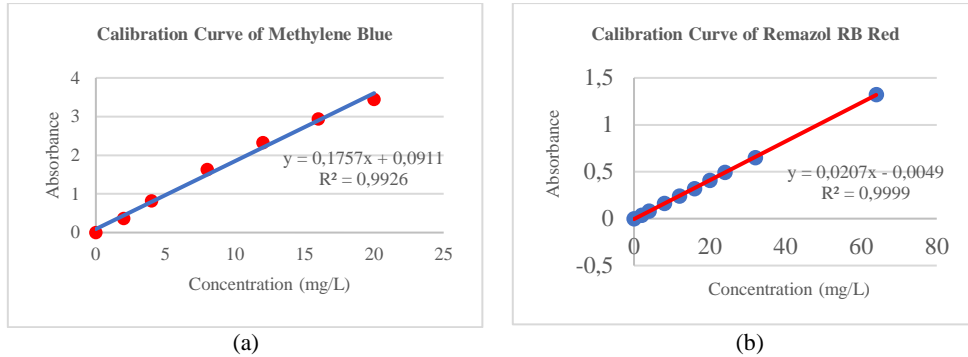 Calibration Curve of Methylene Blue
4
3
2
1
0
0
5
10
15
20
25
Absorbance
Concentration (mg/L)
y = 0,1757x + 0,0911
R² = 0,9926
(a)
Calibration Curve of Remazol RB Red
1,5
1
0,5
0
-0,5
0
20
40
60
80
Absorbance
Concentration (mg/L)
y = 0,0207x - 0,0049
R² = 0,9999
(b)